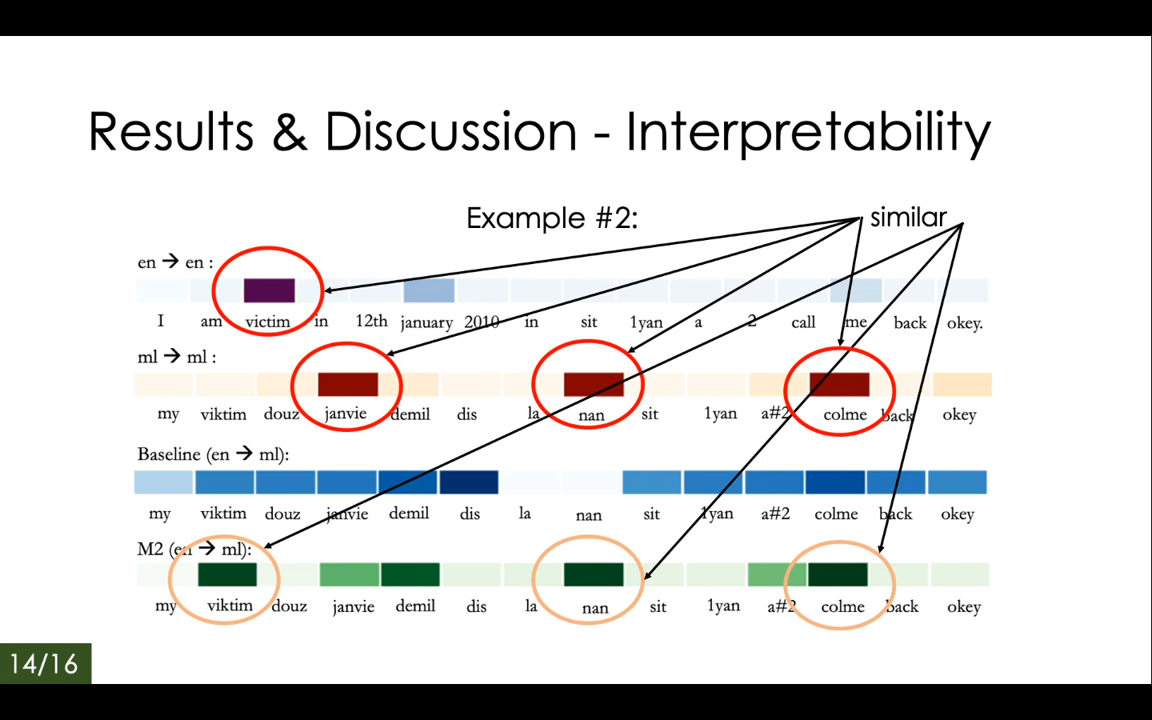 Results & Discussion - Interpretability
Example #2:
similar
en → en :
I am victim in 12th january 2010 in sit 1yan a 2 call me back okey.
ml → ml :
my viktim douz janvie demil dis la nan sit 1yan a#2 colme back okey
Baseline (en → ml):
my viktim douz janvie demil dis la nan sit 1yan a#2 colme back okey
M2 (en → ml):
my viktim douz janvie demil dis la nan sit 1yan a#2 colme back okey
14/16